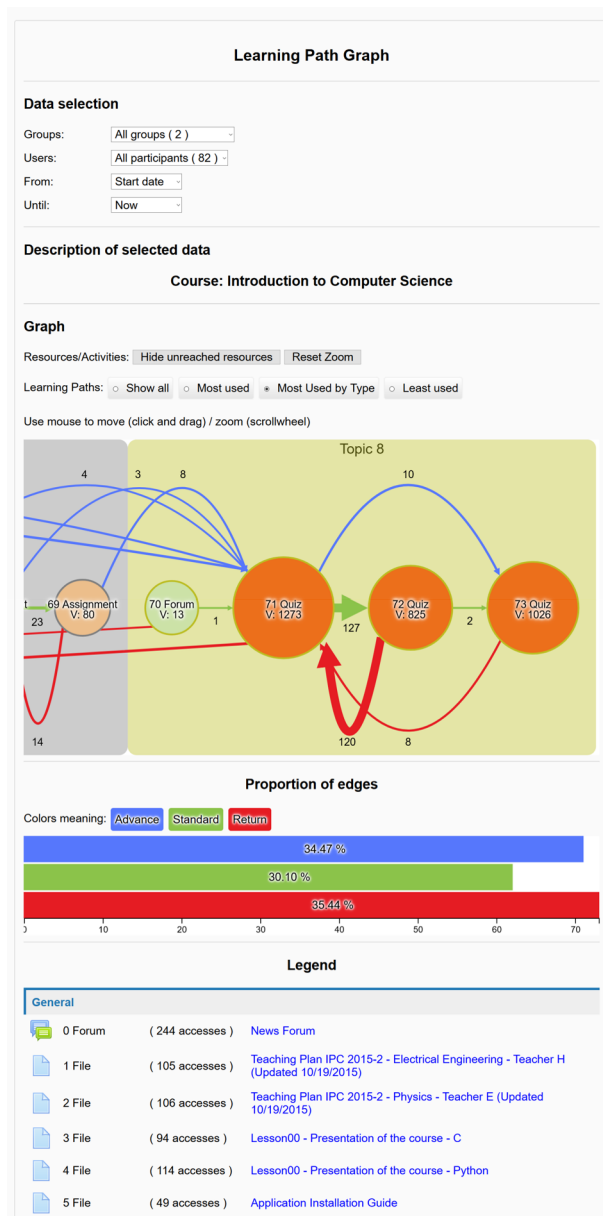 Learning Path Graph
Data selection
Groups: All groups ( 2 )
Users: All participants ( 82 )
From: Start date
Until: Now
Description of selected data
Course: Introduction to Computer Science
Graph
Resources/Activities: Hide unreached resources Reset Zoom
Learning Paths: Show all Most used Most Used by Type Least used
Use mouse to move (click and drag) / zoom (scrollwheel)
Topic 8
4 3 8 10
t 69 Assignment 70 Forum 71 Quiz 72 Quiz 73 Quiz
V: 80 V: 13 V: 1273 V: 825 V: 1026
23 1 127 2
14 120 8
Proportion of edges
Colors meaning: Advance Standard Return
34.47 %
30.10 %
35.44 %
10 20 30 40 50 60 70
Legend
General
0 Forum ( 244 accesses ) News Forum
1 File ( 105 accesses ) Teaching Plan IPC 2015-2 - Electrical Engineering - Teacher H
(Updated 10/19/2015)
2 File ( 106 accesses ) Teaching Plan IPC 2015-2 - Physics - Teacher E (Updated
10/19/2015)
3 File ( 94 accesses ) Lesson00 - Presentation of the course - C
4 File ( 114 accesses ) Lesson00 - Presentation of the course - Python
5 File ( 49 accesses ) Application Installation Guide